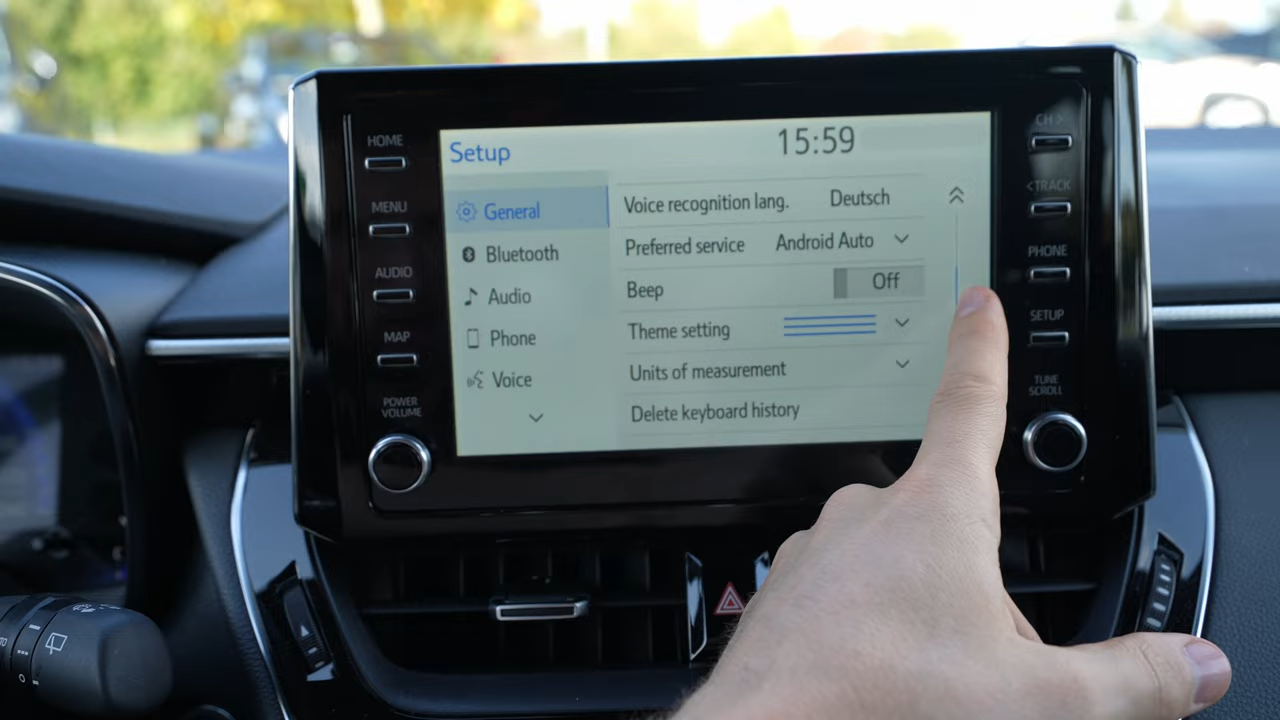 HOME
MENU
AUDIO
MAP
POWER
VOLUME
Setup
15:59
General
Bluetooth
Audio
Phone
Voice
Voice recognition lang. Deutsch
Preferred service Android Auto
Beep Off
Theme setting
Units of measurement
Delete keyboard history
CH >
<TRACK
PHONE
SETUP
TUNE
SCROLL